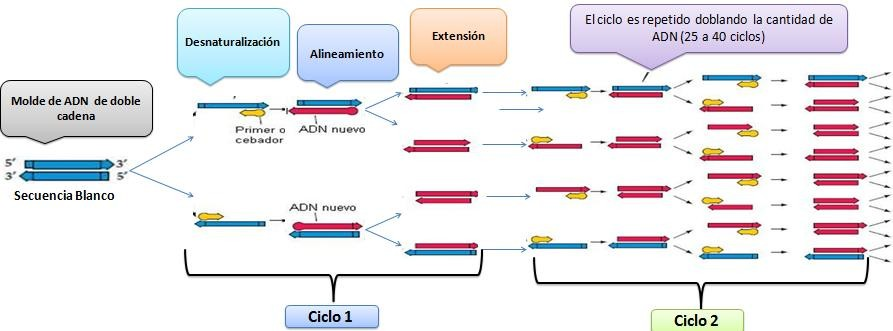 El ciclo es repetido doblando la cantidad de
ADN (25 a 40 ciclos)
Desnaturalización
Alineamiento
Extensión
Molde de ADN de doble
cadena
Primer o
cebador
ADN nuevo
5′ 3′
3′ 5′
Secuencia Blanco
ADN nuevo
Ciclo 1
Ciclo 2